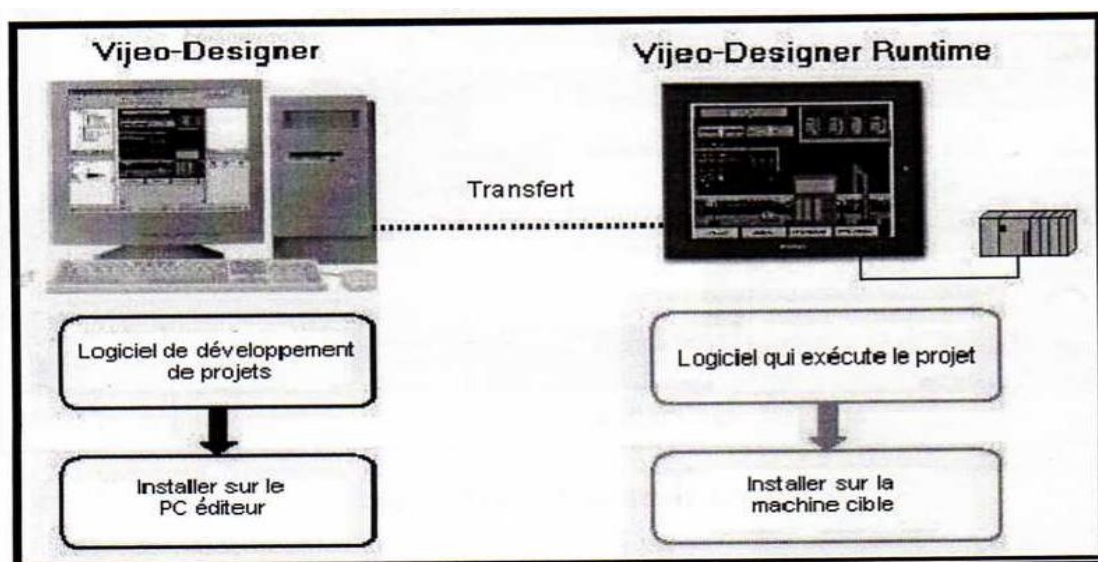 Vijeo-Designer
Vijeo-Designer Runtime
Transfert
Logiciel de développement
de projets
Logiciel qui exécute le projet
Installer sur le
PC éditeur
Installer sur la
machine cible